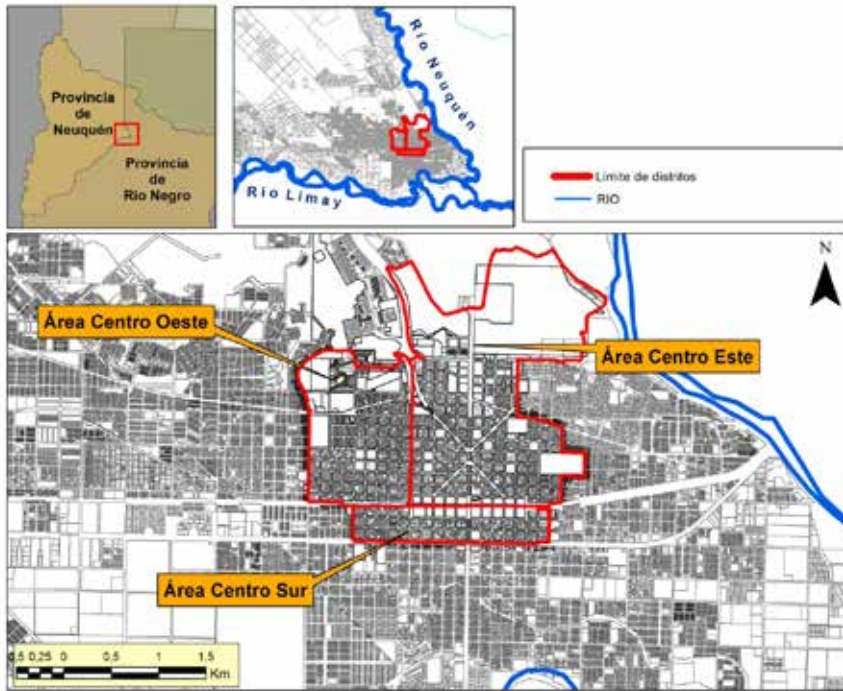 Provincia
de
Neuquén
Provincia
de
Río Negro
Río Neuquén
Río Limay
Límite de distritos
RIO
N
Área Centro Oeste
Área Centro Este
Área Centro Sur
0,5 0,25 0 0,5 1 1,5
Km